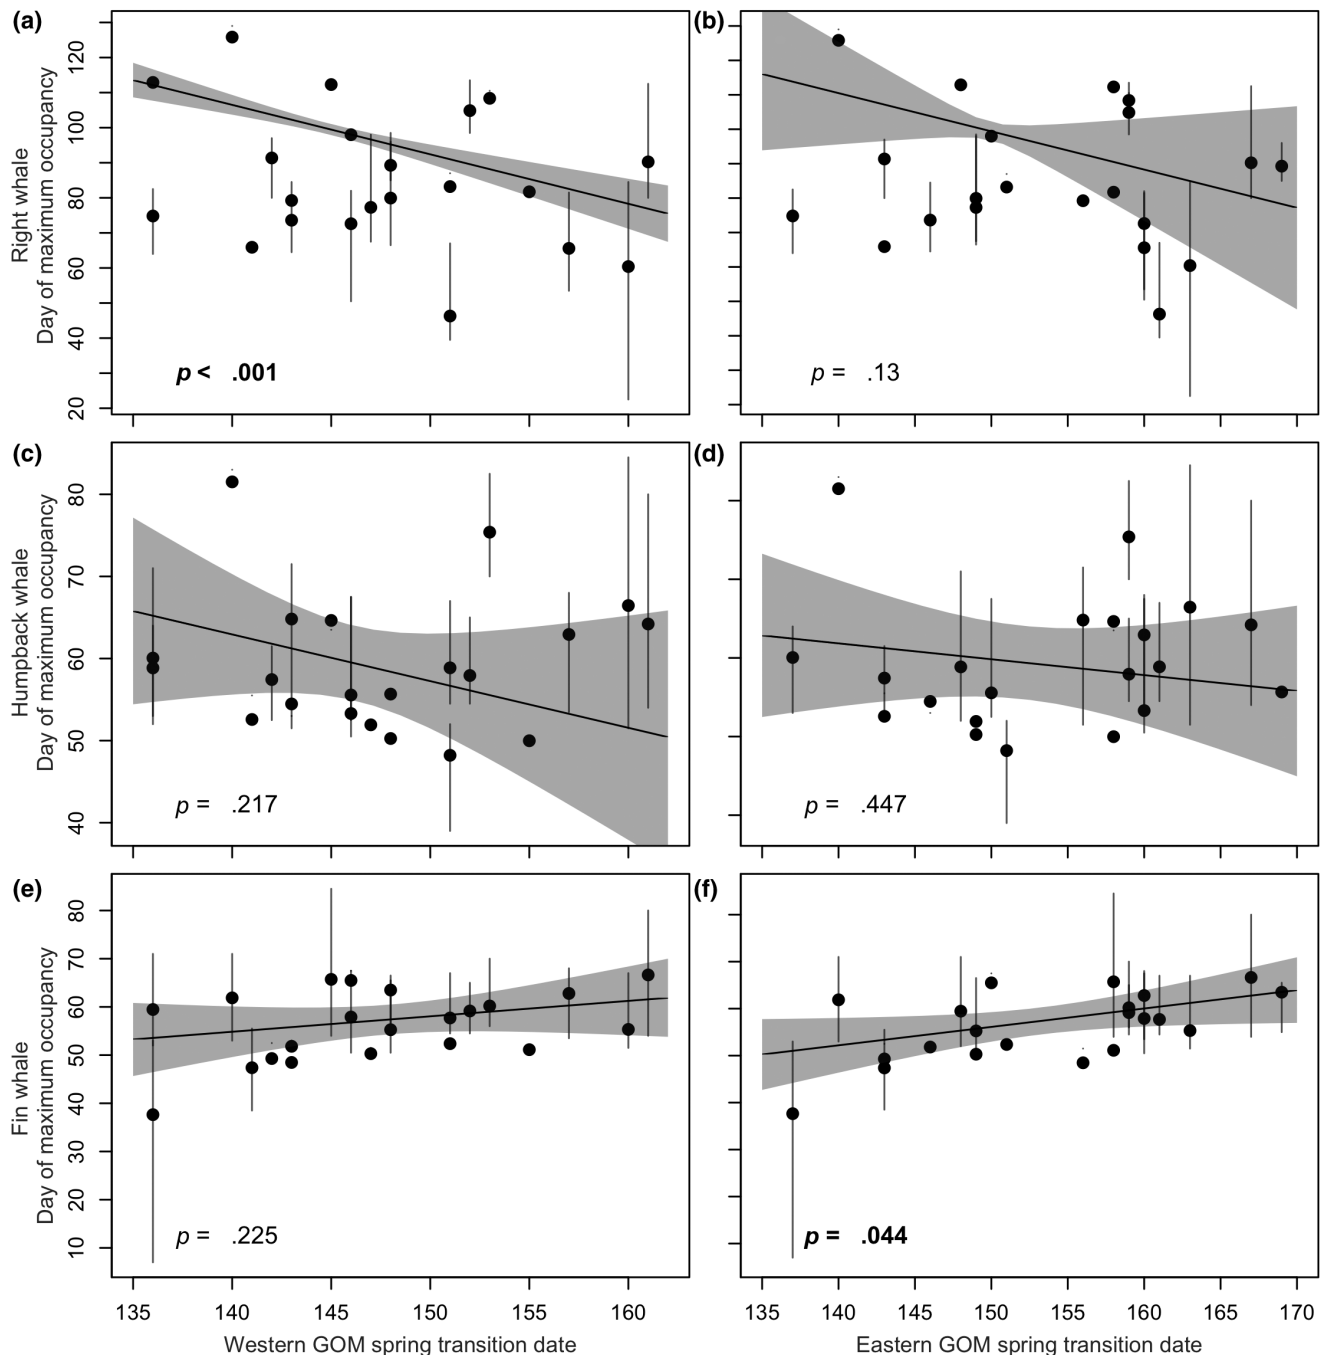 (a)
Right whale
Day of maximum occupancy
120
100
80
60
40
20
p < .001
(b)
p = .13
(c)
Humpback whale
Day of maximum occupancy
80
70
60
50
40
p = .217
(d)
p = .447
(e)
Fin whale
Day of maximum occupancy
80
70
60
50
40
30
20
10
p = .225
135 140 145 150 155 160
Western GOM spring transition date
(f)
p = .044
135 140 145 150 155 160 165 170
Eastern GOM spring transition date